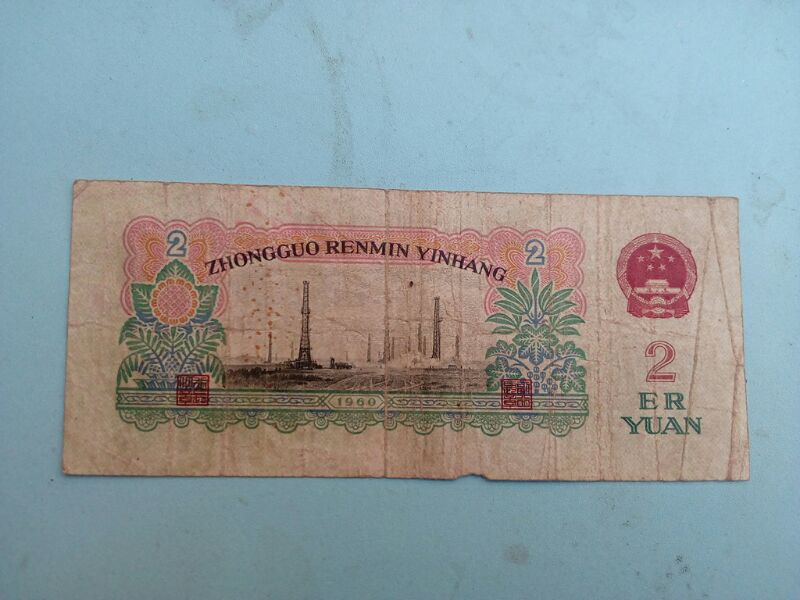 2
2
ZHONGGUO RENMIN YINHANG
1960
2
ER
YUAN